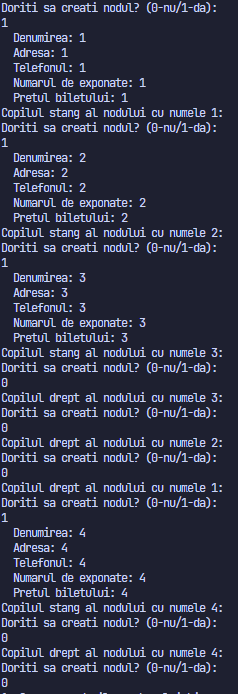 Doriti sa creati nodul? (0-nu/1-da):
1
Denumirea: 1
Adresa: 1
Telefonul: 1
Numarul de exponate: 1
Pretul biletului: 1
Copilul stang al nodului cu numele 1:
Doriti sa creati nodul? (0-nu/1-da):
1
Denumirea: 2
Adresa: 2
Telefonul: 2
Numarul de exponate: 2
Pretul biletului: 2
Copilul stang al nodului cu numele 2:
Doriti sa creati nodul? (0-nu/1-da):
1
Denumirea: 3
Adresa: 3
Telefonul: 3
Numarul de exponate: 3
Pretul biletului: 3
Copilul stang al nodului cu numele 3:
Doriti sa creati nodul? (0-nu/1-da):
0
Copilul drept al nodului cu numele 3:
Doriti sa creati nodul? (0-nu/1-da):
0
Copilul drept al nodului cu numele 2:
Doriti sa creati nodul? (0-nu/1-da):
0
Copilul drept al nodului cu numele 1:
Doriti sa creati nodul? (0-nu/1-da):
1
Denumirea: 4
Adresa: 4
Telefonul: 4
Numarul de exponate: 4
Pretul biletului: 4
Copilul stang al nodului cu numele 4:
Doriti sa creati nodul? (0-nu/1-da):
0
Copilul drept al nodului cu numele 4:
Doriti sa creati nodul? (0-nu/1-da):
0